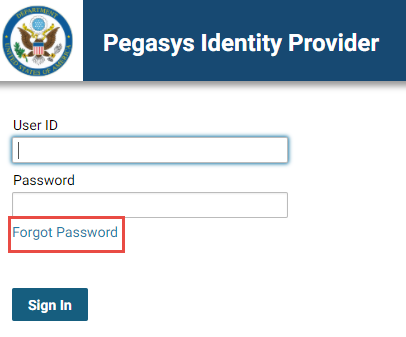 Pegasys Identity Provider
User ID
Password
Forgot Password
Sign In